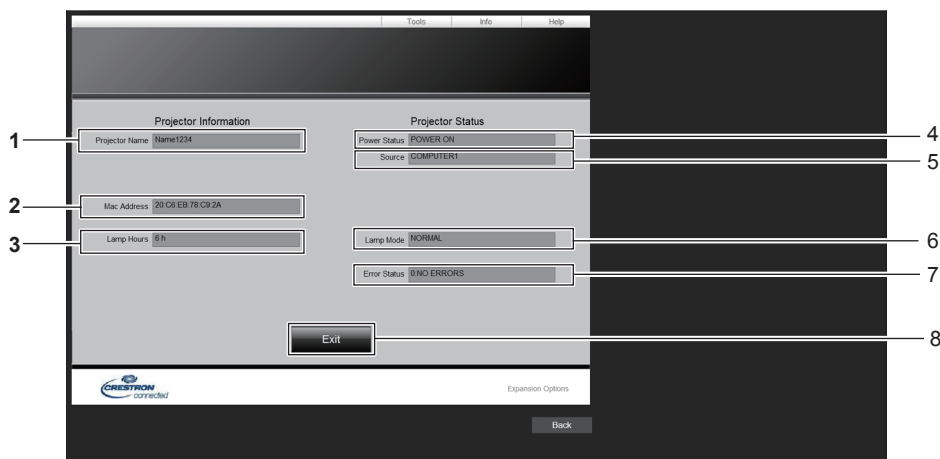 Tools Info Help
Projector Information
Projector Status
1 Projector Name Name1234
Power Status POWER ON 4
Source COMPUTER1 5
2 Mac Address 20:C6:EB:78:C9:2A
3 Lamp Hours 6 h
Lamp Mode NORMAL 6
Error Status 0:NO ERRORS 7
Exit 8
CRESTRON
connected
Expansion Options
Back